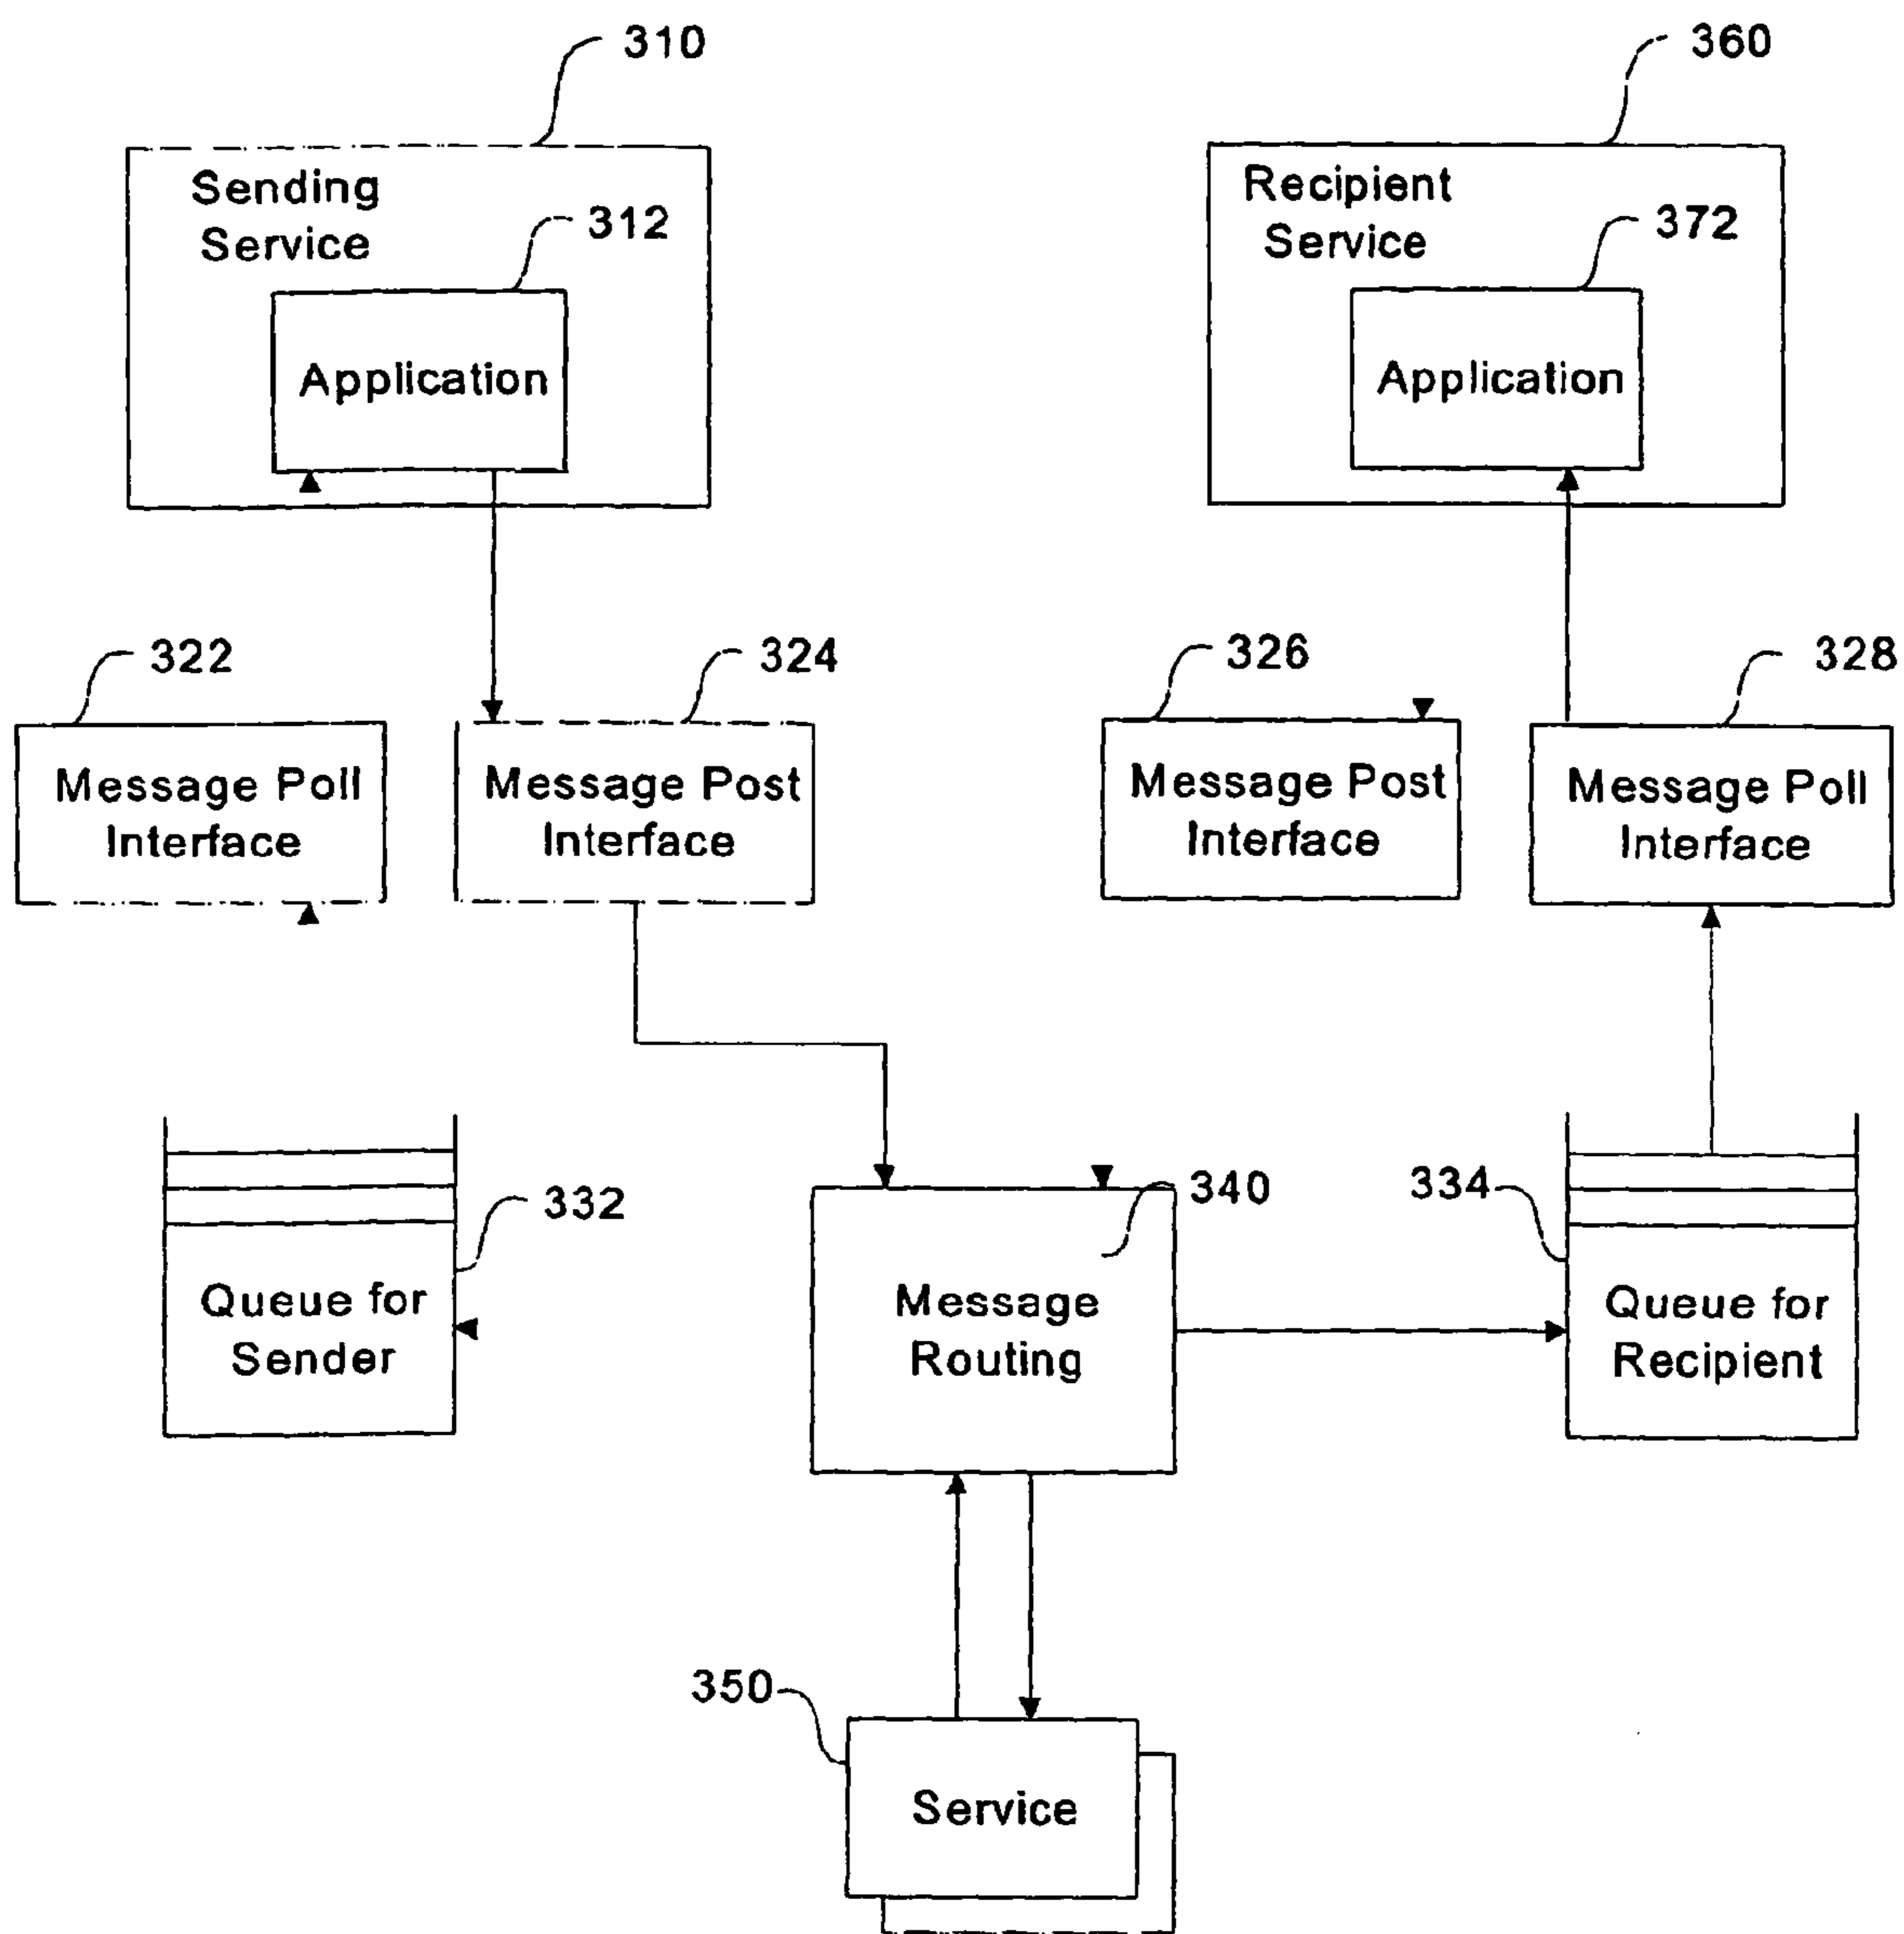 310
360
Sending
Service
312
Recipient
Service
372
Application
Application
322
324
326
328
Message Poll
Interface
Message Post
Interface
Message Post
Interface
Message Poll
Interface
332
340
334
Queue for
Sender
Message
Routing
Queue for
Recipient
350
Service